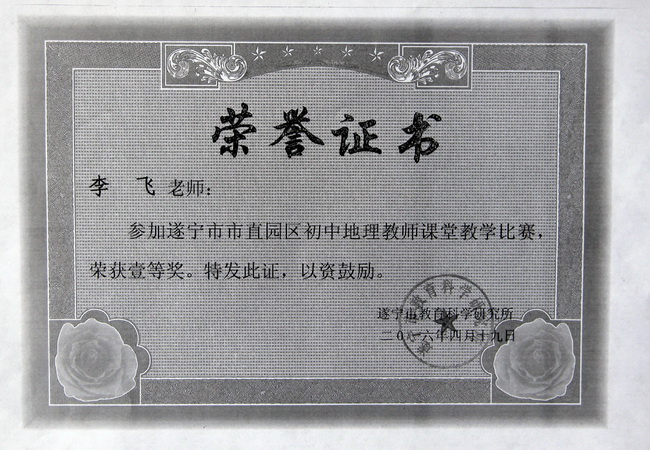 荣誉证书
李 飞 老师：
参加遂宁市市直园区初中地理教师课堂教学比赛，
荣获壹等奖。特发此证，以资鼓励。
遂宁市教育科学研究所
二〇一六年四月十九日